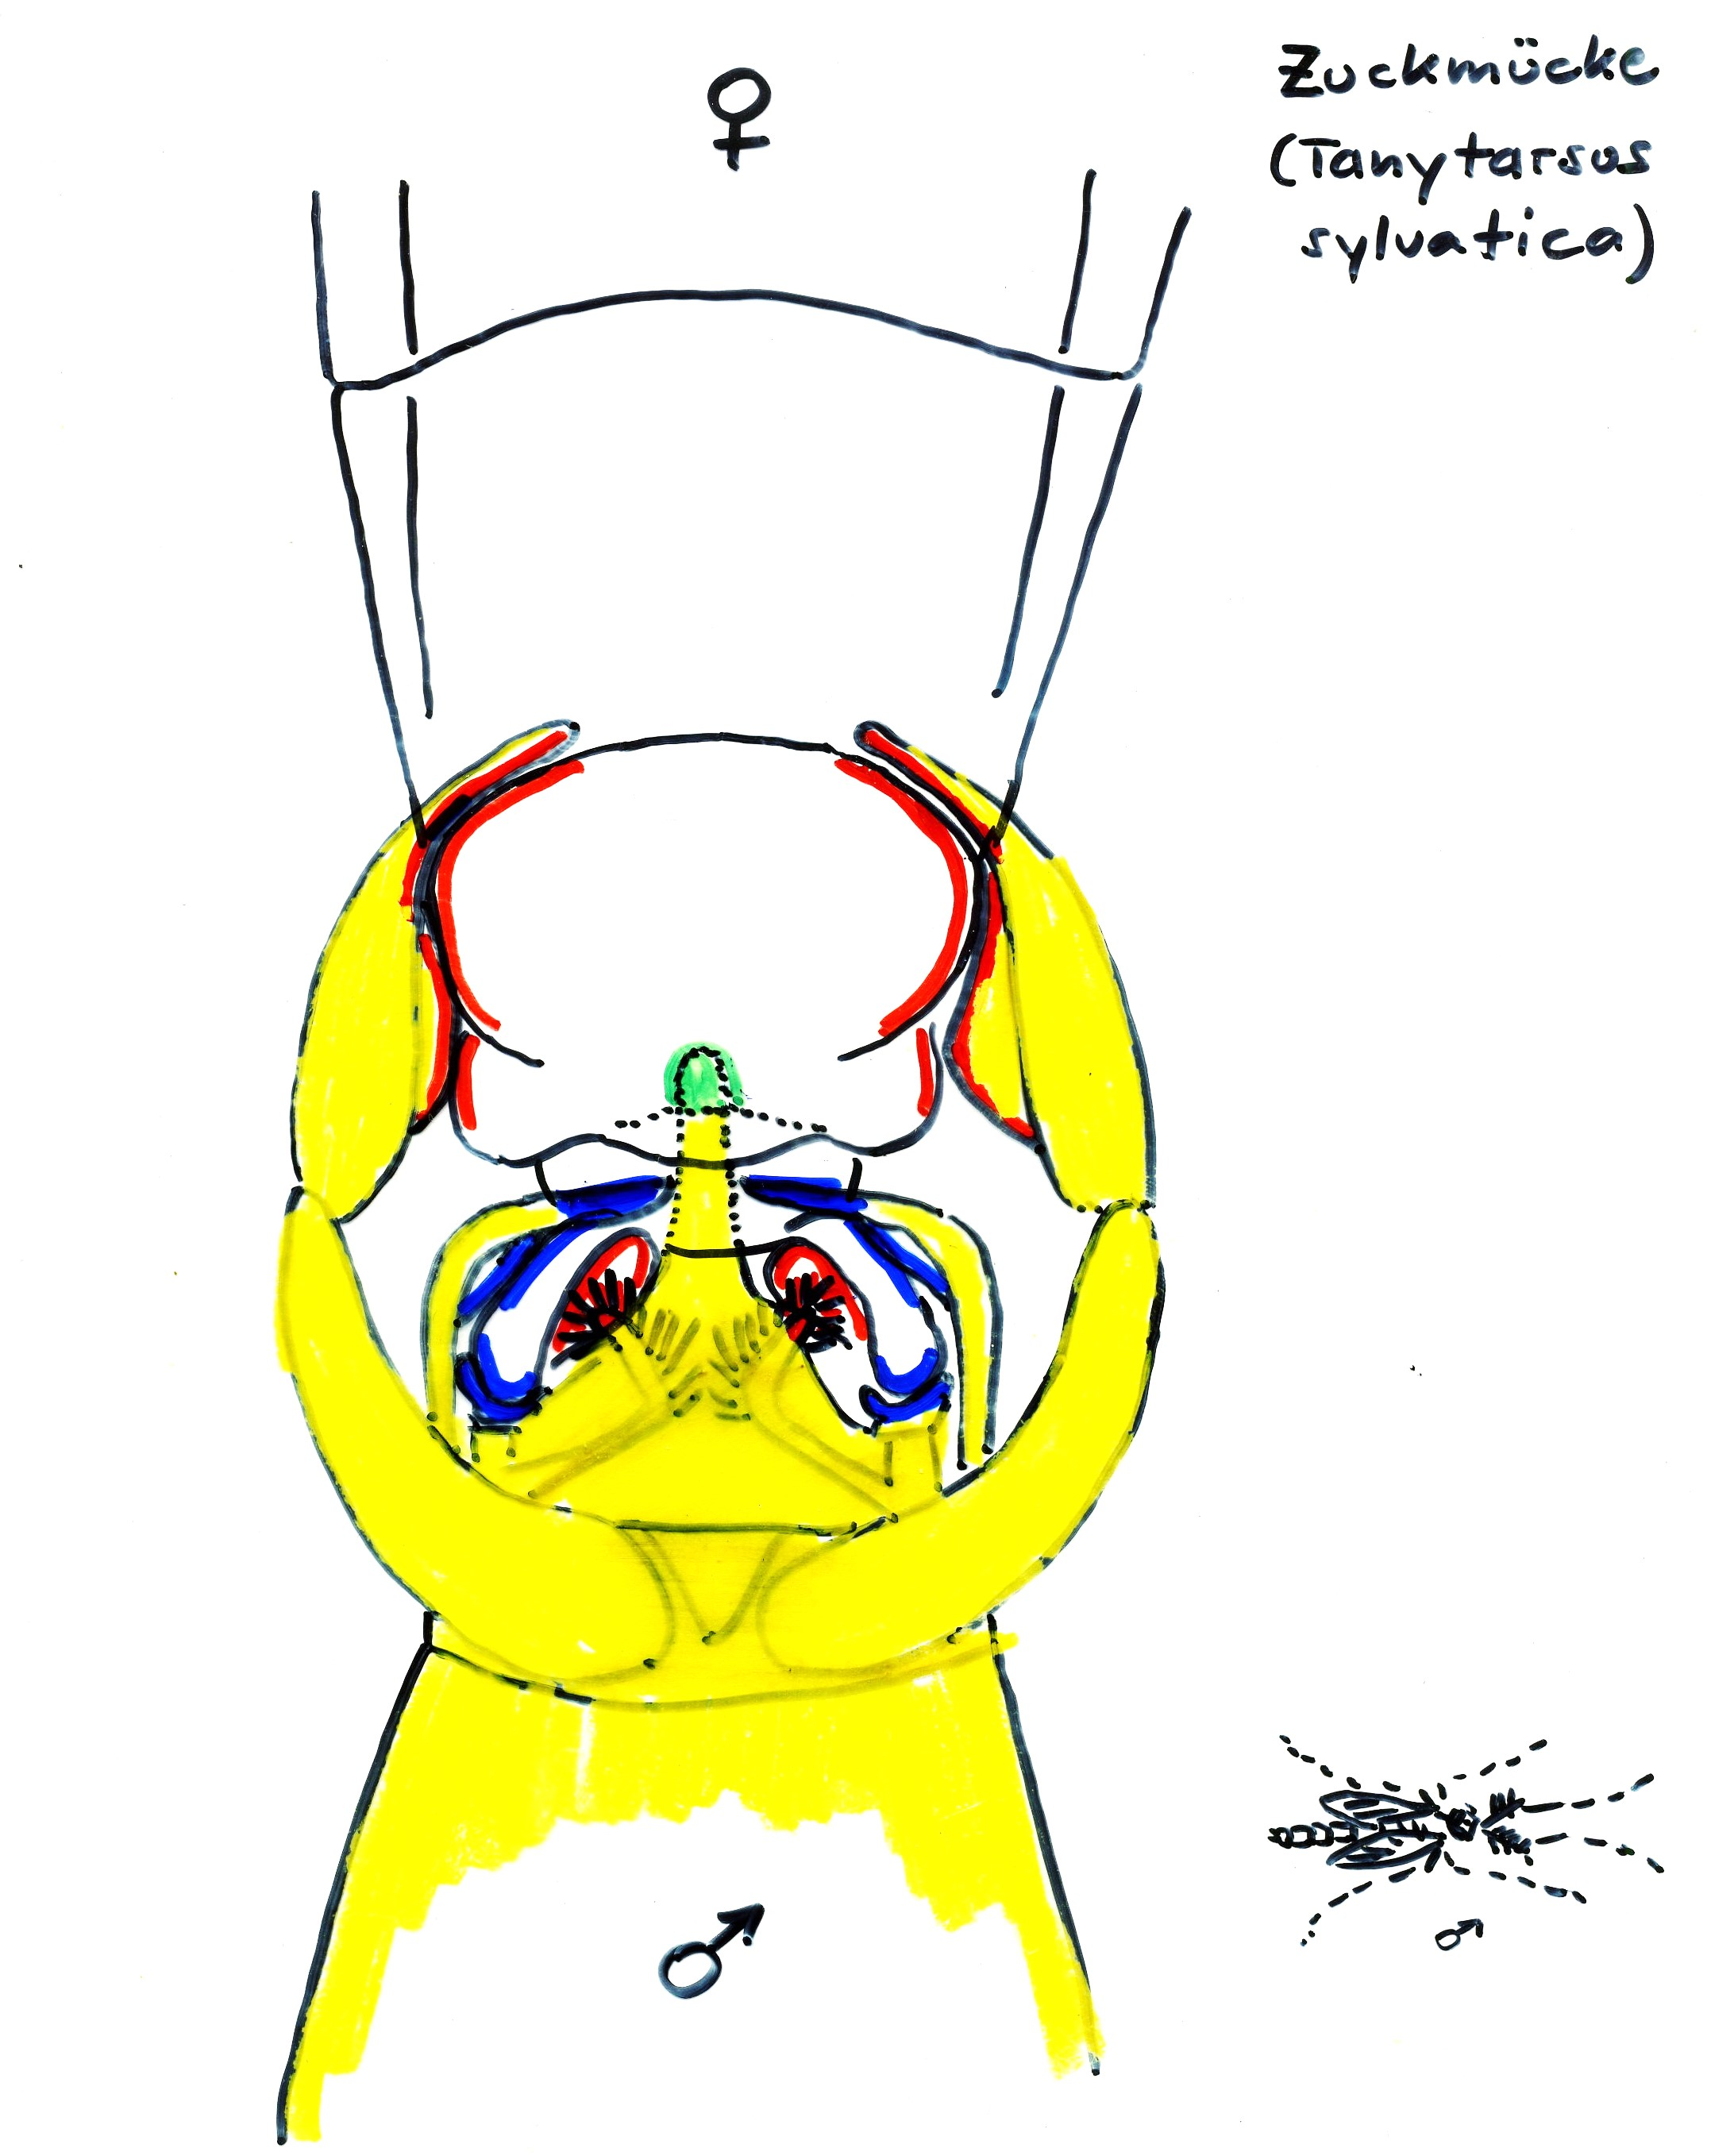 ♀
Zuckmücke
(Tanytarsus
sylvatica)
♂
♂